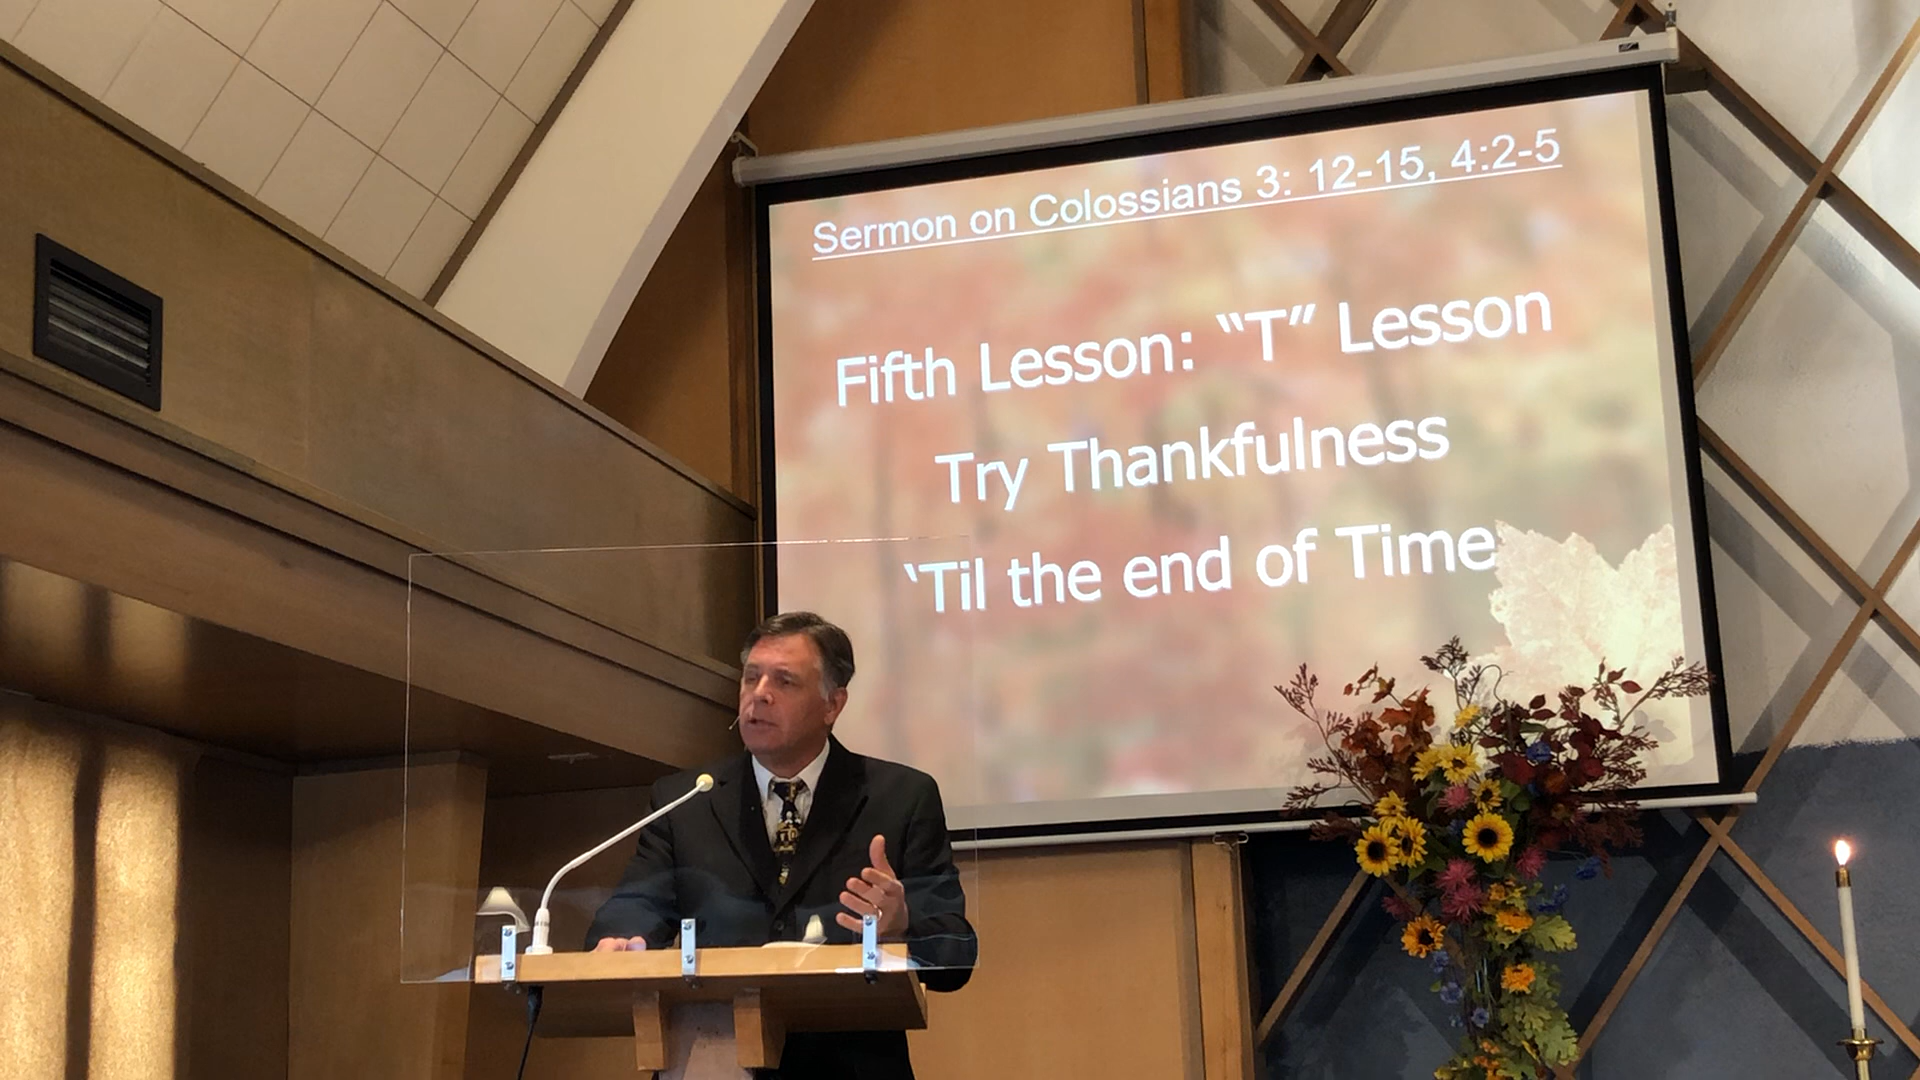 Sermon on Colossians 3: 12-15, 4:2-5
Fifth Lesson: “T” Lesson
Try Thankfulness
‘Til the end of Time